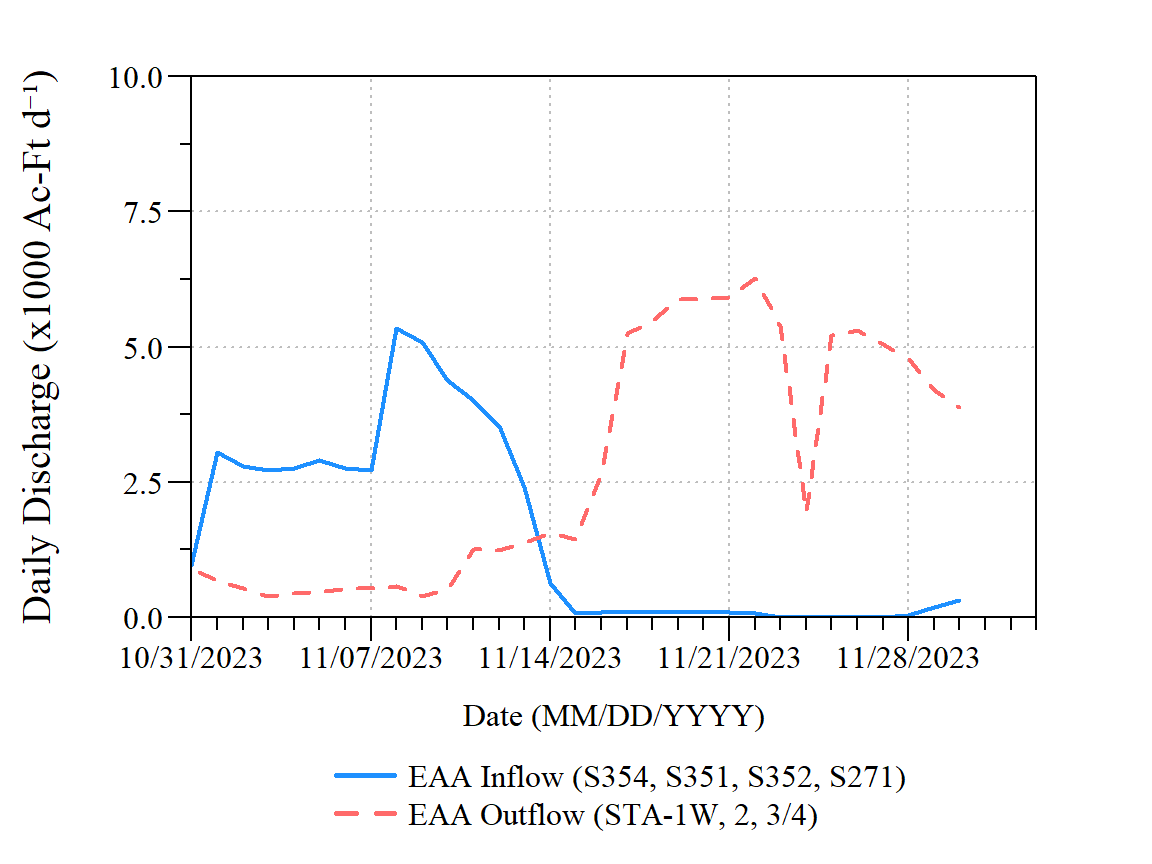 Daily Discharge (x1000 Ac-Ft d⁻¹)
10.0
7.5
5.0
2.5
0.0
10/31/2023 11/07/2023 11/14/2023 11/21/2023 11/28/2023
Date (MM/DD/YYYY)
EAA Inflow (S354, S351, S352, S271)
EAA Outflow (STA-1W, 2, 3/4)